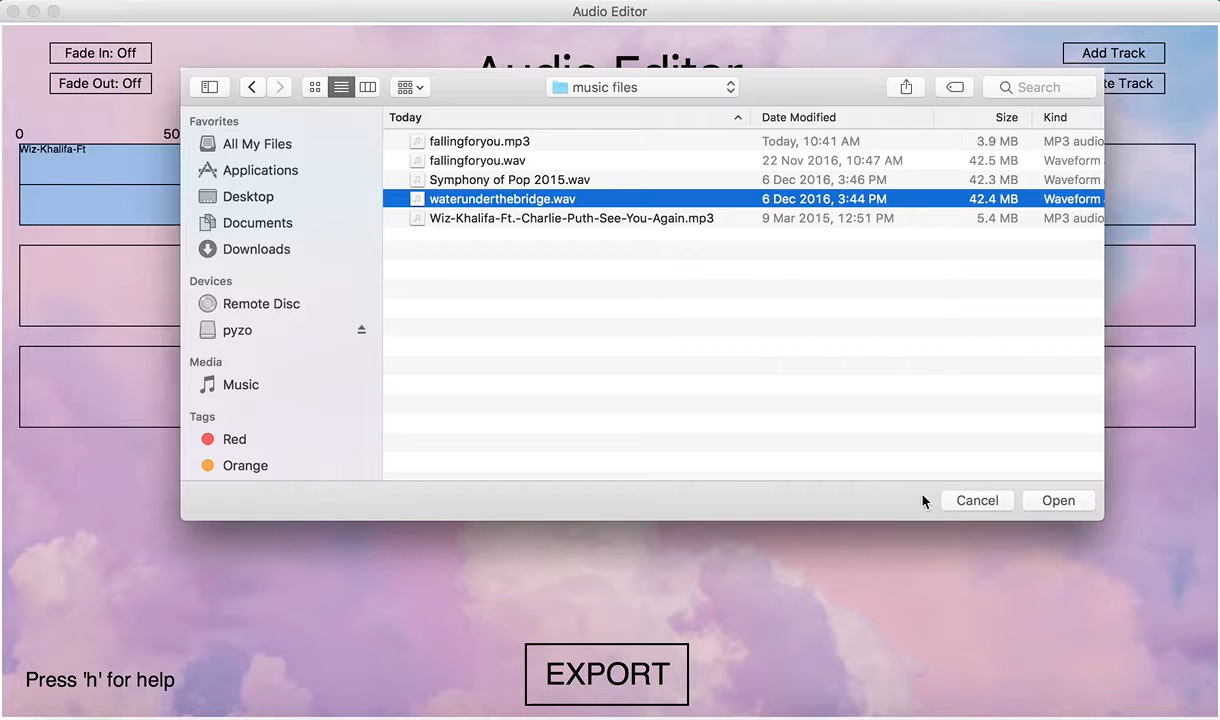 Audio Editor
Fade In: Off
Audio Editor
Add Track
Fade Out: Off
music files
Search
te Track
Favorites
Today
Date Modified
Size
Kind
0
50
All My Files
fallingforyou.mp3
Today, 10:41 AM
3.9 MB
MP3 audio
Wiz-Khalifa-Ft
fallingforyou.wav
22 Nov 2016, 10:47 AM
42.5 MB
Waveform
Applications
Symphony of Pop 2015.wav
6 Dec 2016, 3:46 PM
42.3 MB
Waveform
Desktop
waterunderthebridge.wav
6 Dec 2016, 3:44 PM
42.4 MB
Waveform
Documents
Wiz-Khalifa-Ft.-Charlie-Puth-See-You-Again.mp3
9 Mar 2015, 12:51 PM
5.4 MB
MP3 audio
Downloads
Devices
Remote Disc
pyzo
Media
Music
Tags
Red
Orange
Cancel
Open
Press 'h' for help
EXPORT